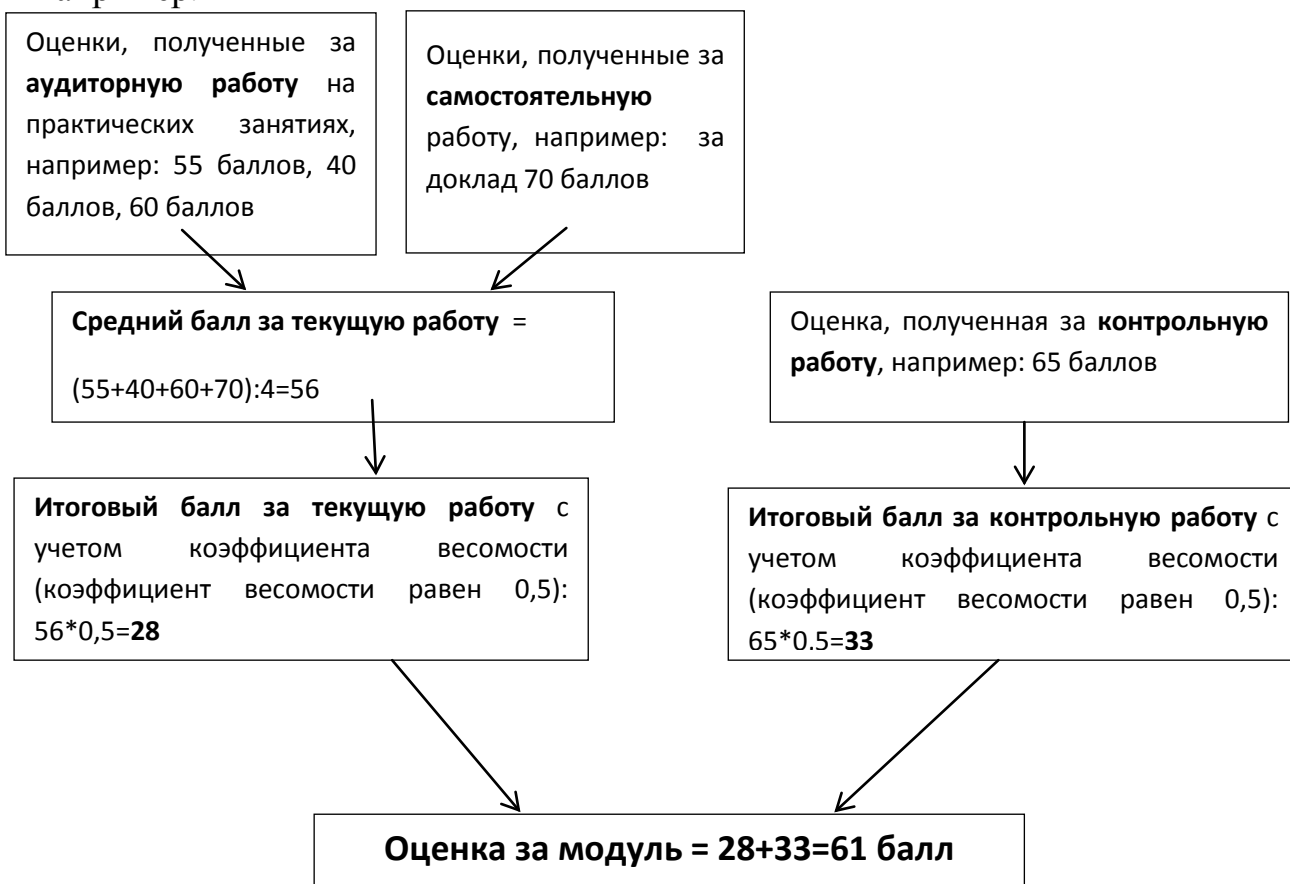 Оценки, полученные за
аудиторную работу на
практических занятиях,
например: 55 баллов, 40
баллов, 60 баллов
Оценки, полученные за
самостоятельную
работу, например: за
доклад 70 баллов
Средний балл за текущую работу =
(55+40+60+70):4=56
Оценка, полученная за контрольную
работу, например: 65 баллов
Итоговый балл за текущую работу с
учетом коэффициента весомости
(коэффициент весомости равен 0,5):
56*0,5=28
Итоговый балл за контрольную работу с
учетом коэффициента весомости
(коэффициент весомости равен 0,5):
65*0,5=33
Оценка за модуль = 28+33=61 балл